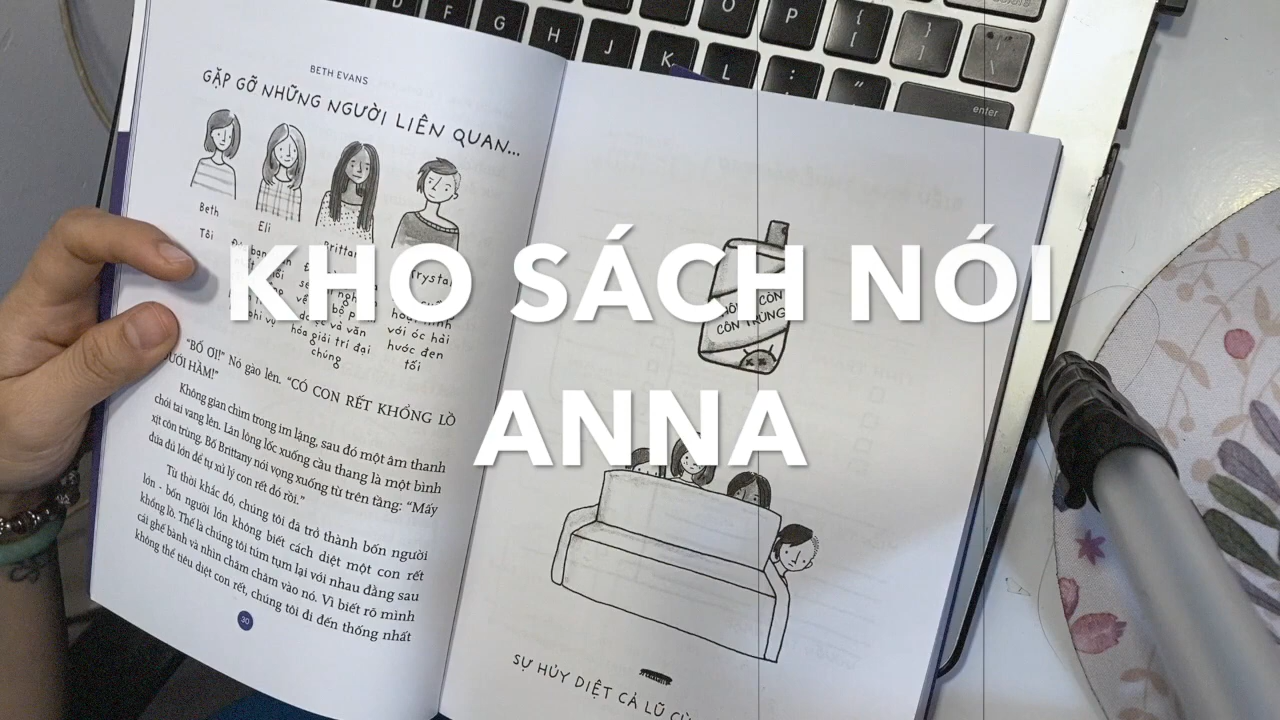 BETH EVANS
GẶP GỠ NHỮNG NGƯỜI LIÊN QUAN...
Beth
Eli
Tôi
hóa giải trí đại
chúng
với óc hài
hước đen
tối
"BỐ ƠI!" Nó gào lên. "CÓ CON RẾT KHỔNG LỒ
DƯỚI HẦM!"
Không gian chìm trong im lặng, sau đó một âm thanh
chói tai vang lên. Lăn lông lốc xuống cầu thang là một bình
xịt côn trùng. Bố Brittany nói vọng xuống từ trên tầng: "Mấy
đứa đủ lớn để tự xử lý con rết đó rồi."
Từ thời khắc đó, chúng tôi đã trở thành bốn người
lớn - bốn người lớn không biết cách diệt một con rết
khổng lồ. Thế là chúng tôi túm tụm lại với nhau đằng sau
cái ghế bành và nhìn chằm chằm vào nó. Vì biết rõ mình
không thể tiêu diệt con rết, chúng tôi đi đến thống nhất
30
KHO SÁCH NÓI
ANNA
CÔN TRÙNG
SỰ HỦY DIỆT CẢ LŨ
D F G H J K L
O P { [ } ] | \
: ; "
enter